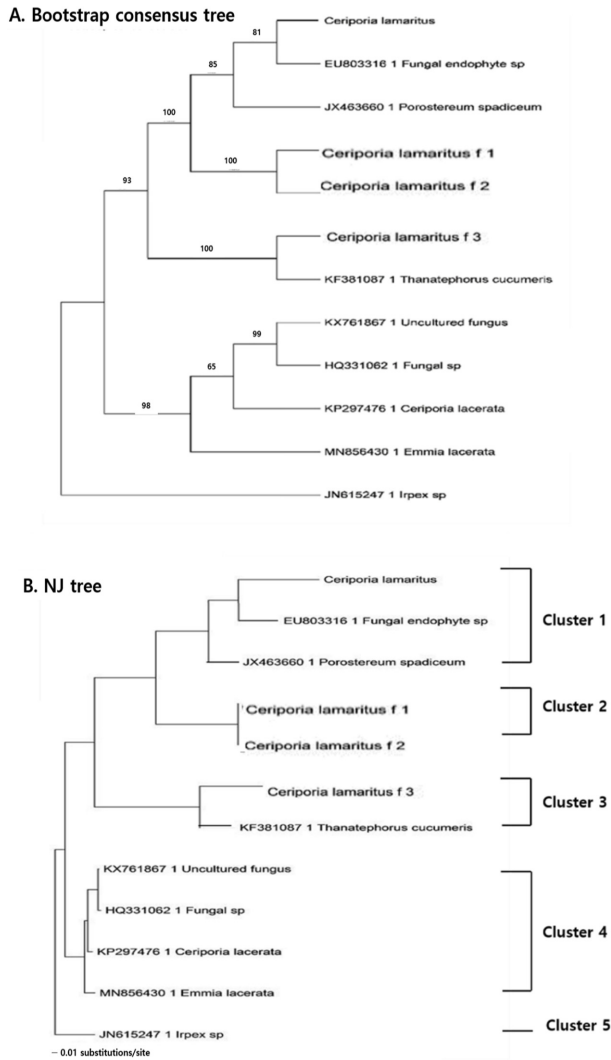 A. Bootstrap consensus tree
Ceriporia lamaritus
81
EU803316 1 Fungal endophyte sp
85
JX463660 1 Porostereum spadiceum
100
Ceriporia lamaritus f 1
100
Ceriporia lamaritus f 2
93
Ceriporia lamaritus f 3
100
KF381087 1 Thanatephorus cucumeris
KX761867 1 Uncultured fungus
99
HQ331062 1 Fungal sp
65
KP297476 1 Ceriporia lacerata
98
MN856430 1 Emmia lacerata
JN615247 1 Irpex sp
B. NJ tree
Ceriporia lamaritus
EU803316 1 Fungal endophyte sp
Cluster 1
JX463660 1 Porostereum spadiceum
Ceriporia lamaritus f 1
Cluster 2
Ceriporia lamaritus f 2
Ceriporia lamaritus f 3
Cluster 3
KF381087 1 Thanatephorus cucumeris
KX761867 1 Uncultured fungus
HQ331062 1 Fungal sp
Cluster 4
KP297476 1 Ceriporia lacerata
MN856430 1 Emmia lacerata
JN615247 1 Irpex sp
Cluster 5
0.01 substitutions/site